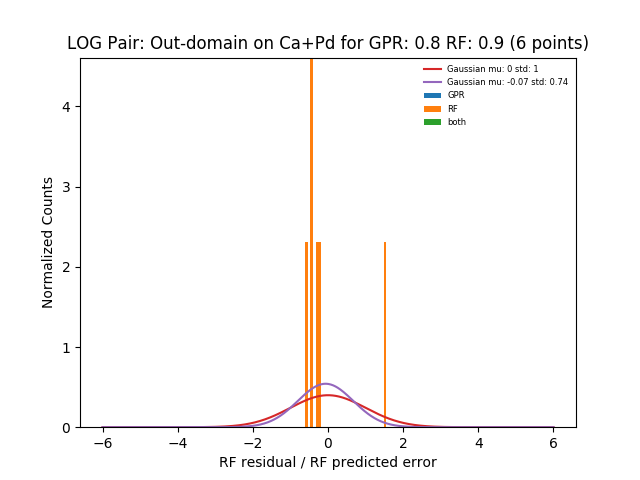 LOG Pair: Out-domain on Ca+Pd for GPR: 0.8 RF: 0.9 (6 points)
Gaussian mu: 0 std: 1
Gaussian mu: -0.07 std: 0.74
GPR
RF
both
Normalized Counts
4
3
2
1
0
−6 −4 −2 0 2 4 6
RF residual / RF predicted error